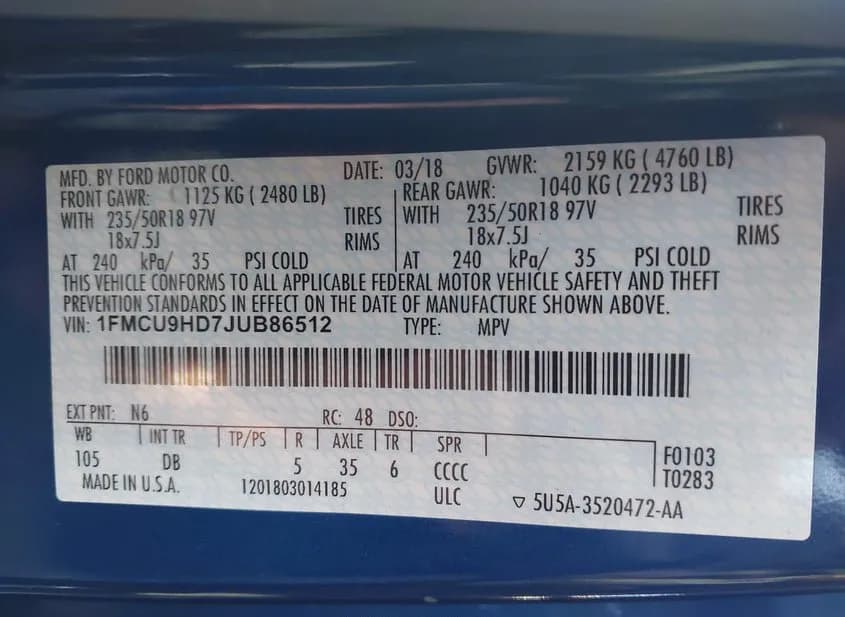 MFD. BY FORD MOTOR CO. DATE: 03/18 GVWR: 2159 KG ( 4760 LB)
FRONT GAWR: 1125 KG ( 2480 LB) REAR GAWR: 1040 KG ( 2293 LB)
WITH 235/50R18 97V TIRES WITH 235/50R18 97V TIRES
18x7.5J RIMS 18x7.5J RIMS
AT 240 kPa/ 35 PSI COLD AT 240 kPa/ 35 PSI COLD
THIS VEHICLE CONFORMS TO ALL APPLICABLE FEDERAL MOTOR VEHICLE SAFETY AND THEFT
PREVENTION STANDARDS IN EFFECT ON THE DATE OF MANUFACTURE SHOWN ABOVE.
VIN: 1FMCU9HD7JUB86512 TYPE: MPV
EXT PNT: N6 RC: 48 DSO:
WB INT TR TP/PS R AXLE TR SPR F0103
105 DB 5 35 6 CCCC T0283
MADE IN U.S.A. 1201803014185 ULC ▽ 5U5A-3520472-AA